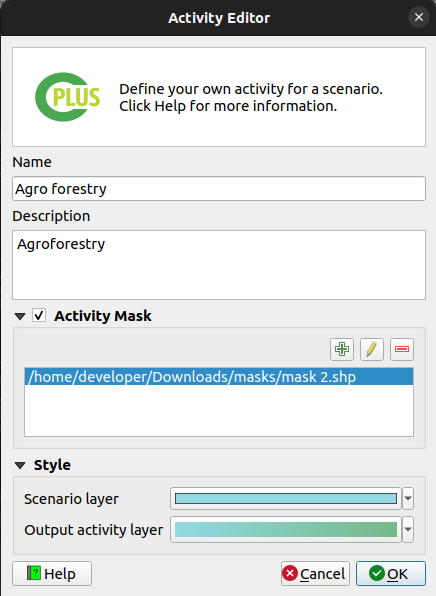 Activity Editor
CPLUS
Define your own activity for a scenario.
Click Help for more information.
Name
Agro forestry
Description
Agroforestry
Activity Mask
/home/developer/Downloads/masks/mask 2.shp
Style
Scenario layer
Output activity layer
Help
Cancel
OK